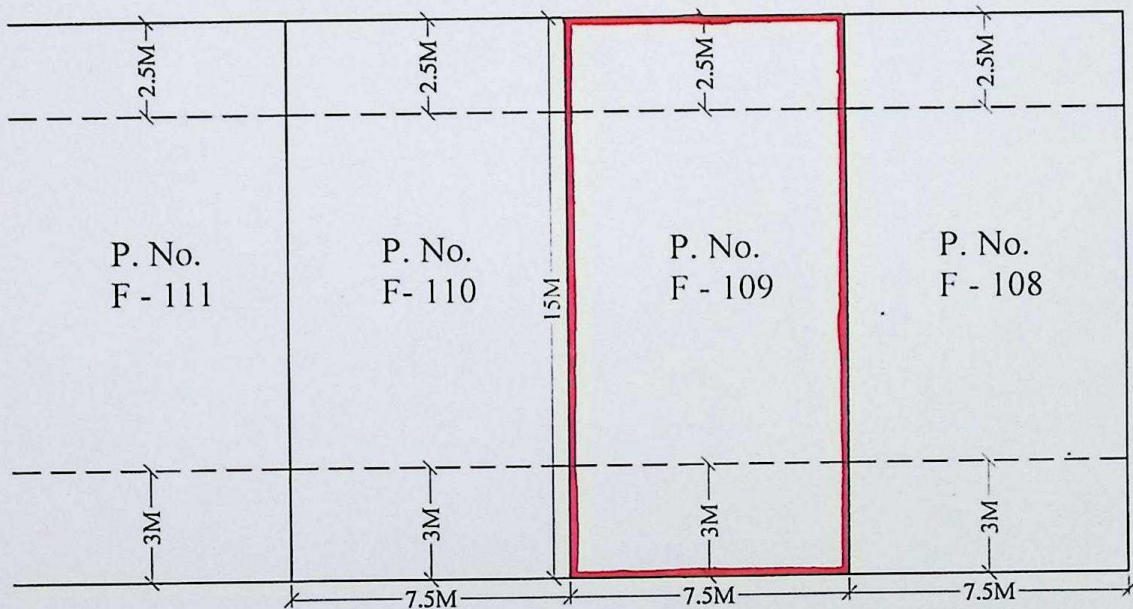 2.5M
2.5M
2.5M
2.5M
P. No.
F - 111
P. No.
F- 110
15M
P. No.
F - 109
P. No.
F - 108
3M
3M
3M
3M
7.5M
7.5M
7.5M